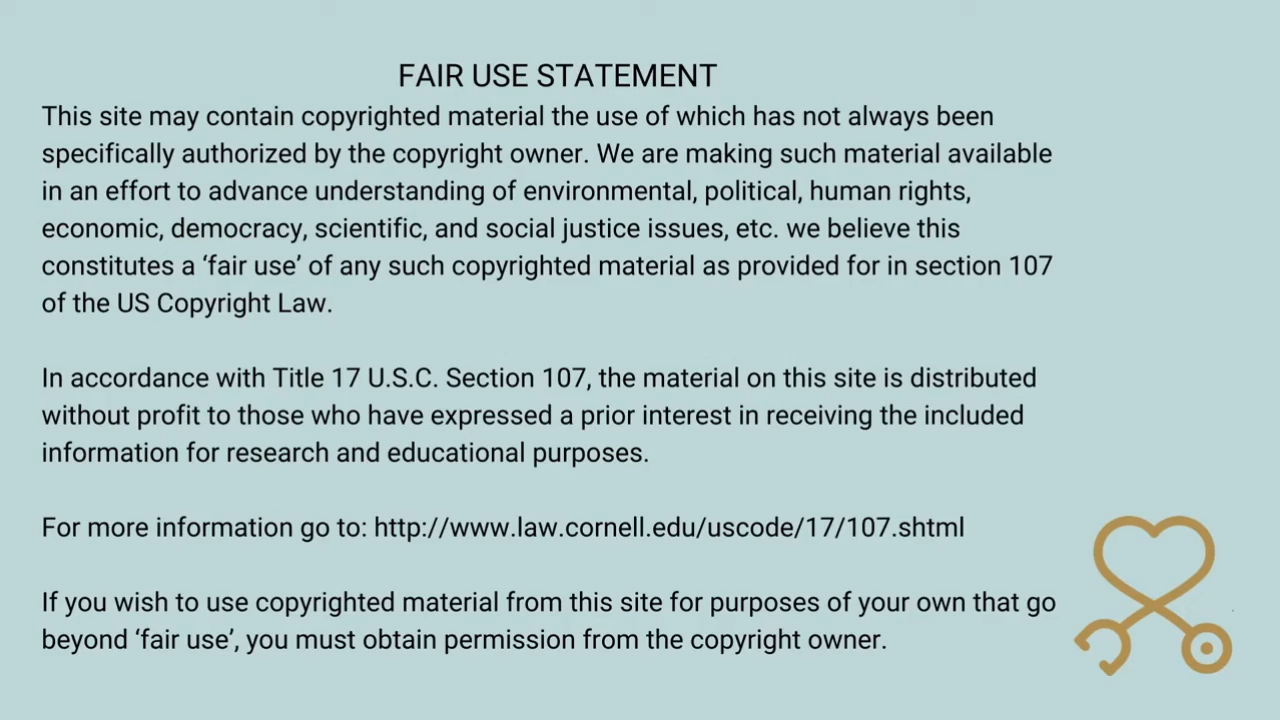 FAIR USE STATEMENT
This site may contain copyrighted material the use of which has not always been
specifically authorized by the copyright owner. We are making such material available
in an effort to advance understanding of environmental, political, human rights,
economic, democracy, scientific, and social justice issues, etc. we believe this
constitutes a ‘fair use’ of any such copyrighted material as provided for in section 107
of the US Copyright Law.
In accordance with Title 17 U.S.C. Section 107, the material on this site is distributed
without profit to those who have expressed a prior interest in receiving the included
information for research and educational purposes.
For more information go to: http://www.law.cornell.edu/uscode/17/107.shtml
If you wish to use copyrighted material from this site for purposes of your own that go
beyond ‘fair use’, you must obtain permission from the copyright owner.